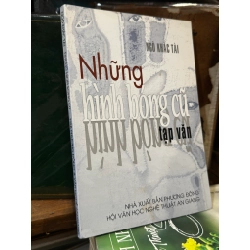 NGÔ KHẮC TÀI
Những
hình bóng cũ
tạp văn
NHÀ XUẤT BẢN PHƯƠNG ĐÔNG
HỘI VĂN HỌC NGHỆ THUẬT AN GIANG